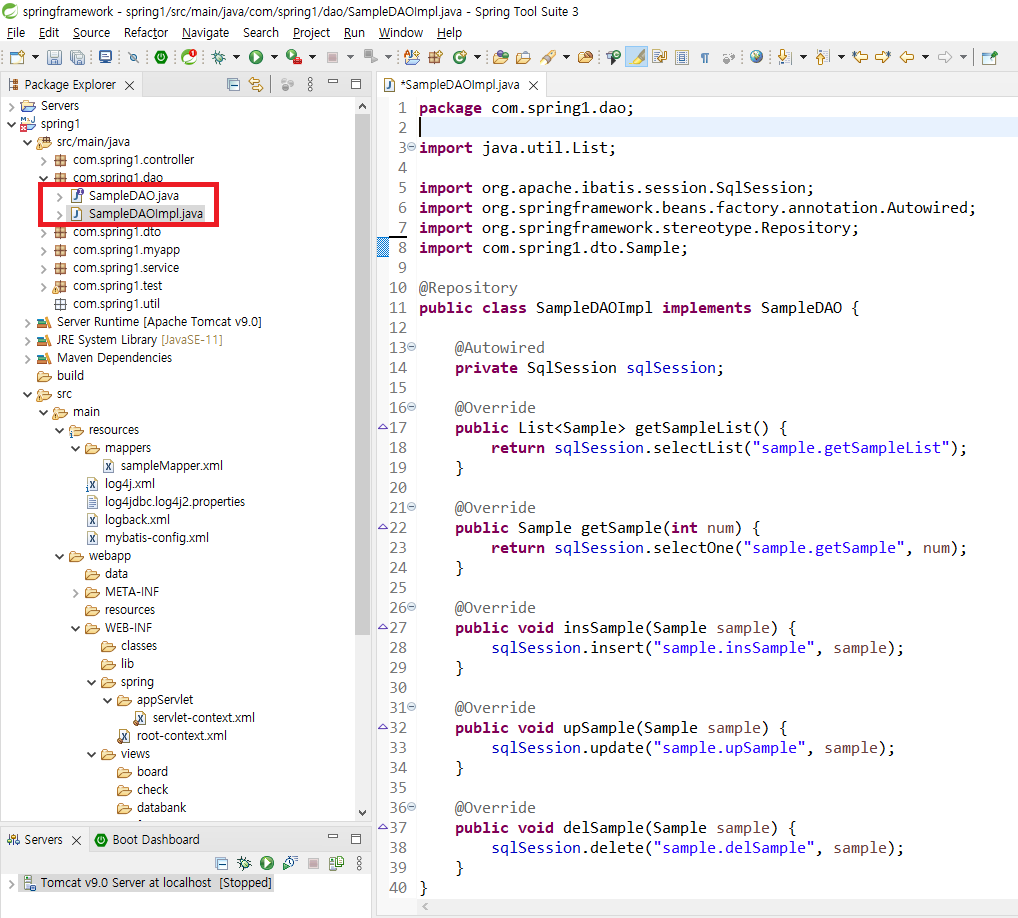 springframework - spring1/src/main/java/com/spring1/dao/SampleDAOImpl.java - Spring Tool Suite 3
File Edit Source Refactor Navigate Search Project Run Window Help
Package Explorer
Servers
spring1
src/main/java
com.spring1.controller
com.spring1.dao
SampleDAO.java
SampleDAOImpl.java
com.spring1.dto
com.spring1.myapp
com.spring1.service
com.spring1.test
com.spring1.util
Server Runtime [Apache Tomcat v9.0]
JRE System Library [JavaSE-11]
Maven Dependencies
build
src
main
resources
mappers
sampleMapper.xml
log4j.xml
log4jdbc.log4j2.properties
logback.xml
mybatis-config.xml
webapp
data
META-INF
resources
WEB-INF
classes
lib
spring
appServlet
servlet-context.xml
root-context.xml
views
board
check
databank
Servers Boot Dashboard
Tomcat v9.0 Server at localhost [Stopped]
*SampleDAOImpl.java
1 package com.spring1.dao;
2
3 import java.util.List;
4
5 import org.apache.ibatis.session.SqlSession;
6 import org.springframework.beans.factory.annotation.Autowired;
7 import org.springframework.stereotype.Repository;
8 import com.spring1.dto.Sample;
9
10 @Repository
11 public class SampleDAOImpl implements SampleDAO {
12
13 @Autowired
14 private SqlSession sqlSession;
15
16 @Override
17 public List<Sample> getSampleList() {
18 return sqlSession.selectList("sample.getSampleList");
19 }
20
21 @Override
22 public Sample getSample(int num) {
23 return sqlSession.selectOne("sample.getSample", num);
24 }
25
26 @Override
27 public void insSample(Sample sample) {
28 sqlSession.insert("sample.insSample", sample);
29 }
30
31 @Override
32 public void upSample(Sample sample) {
33 sqlSession.update("sample.upSample", sample);
34 }
35
36 @Override
37 public void delSample(Sample sample) {
38 sqlSession.delete("sample.delSample", sample);
39 }
40 }